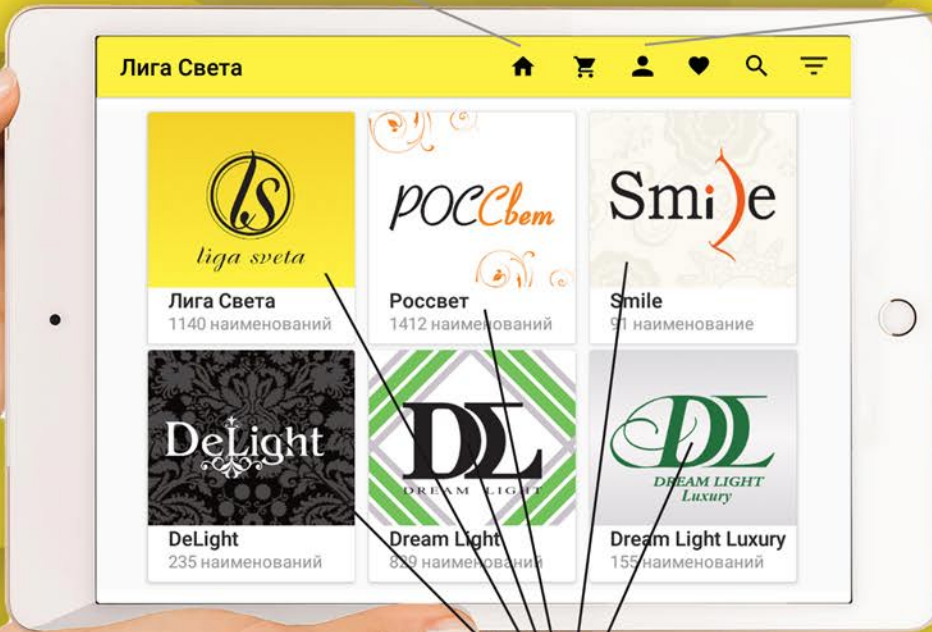 Лига Света
ls
liga sveta
РОССвет
Smile
Лига Света
1140 наименований
Россвет
1412 наименований
Smile
91 наименование
DeLight
DL
DREAM LIGHT
DL
DREAM LIGHT
Luxury
DeLight
235 наименований
Dream Light
829 наименований
Dream Light Luxury
155 наименований